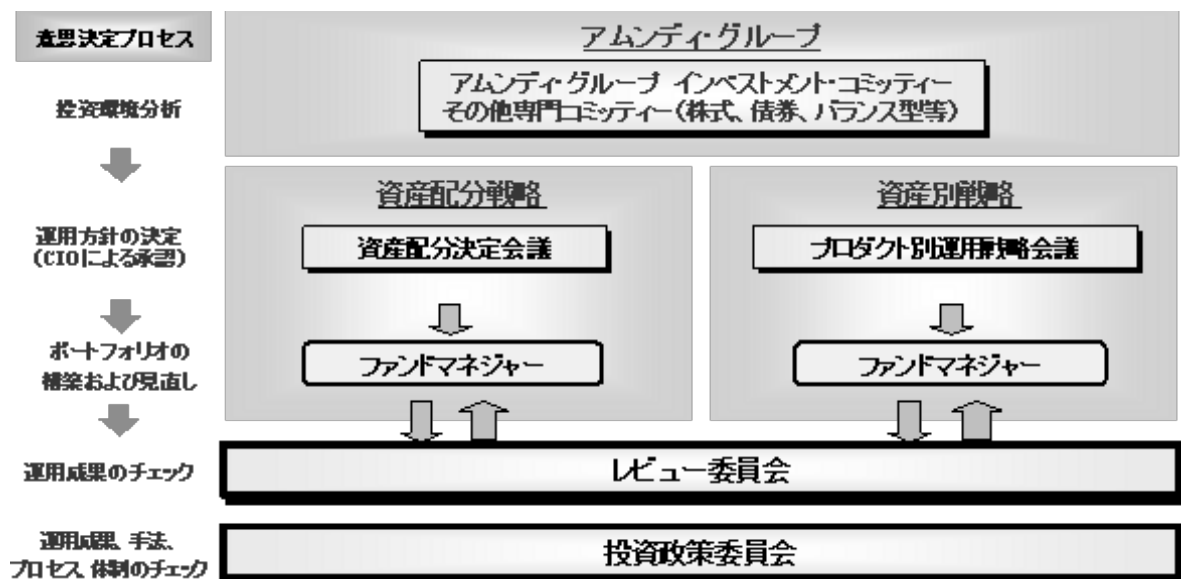 意思決定プロセス
アムンディ・グループ
アムンディ・グループ インベストメント・コミッティー
その他専門コミッティー(株式、債券、バランス型等)
投資環境分析
資産配分戦略
資産別戦略
運用方針の決定
(CIOによる承認)
資産配分決定会議
プロダクト別運用戦略会議
ポートフォリオの
構築および見直し
ファンドマネジャー
ファンドマネジャー
運用成果のチェック
レビュー委員会
運用成果、手法、
プロセス、体制のチェック
投資政策委員会